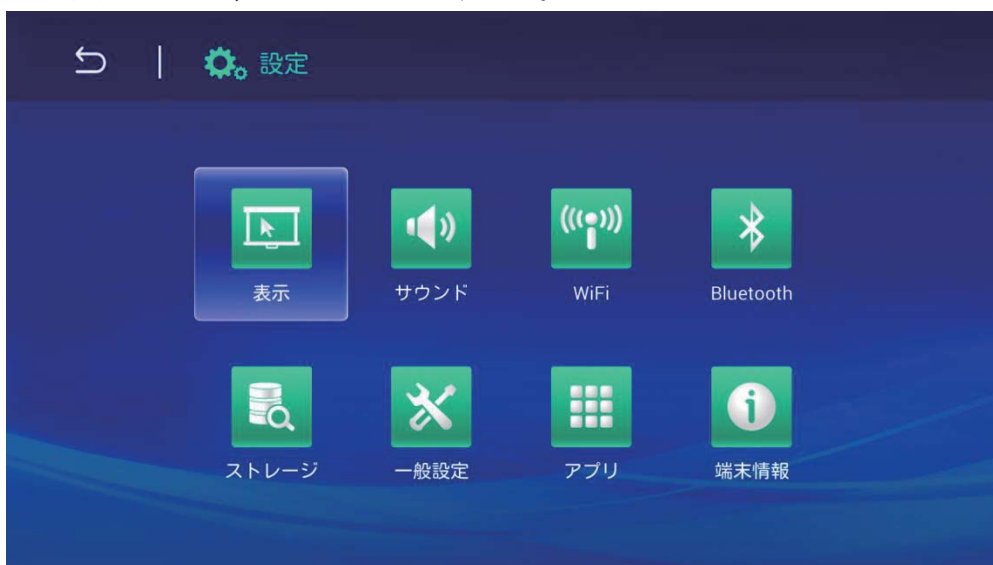 設定
表示
サウンド
WiFi
Bluetooth
ストレージ
一般設定
アプリ
端末情報